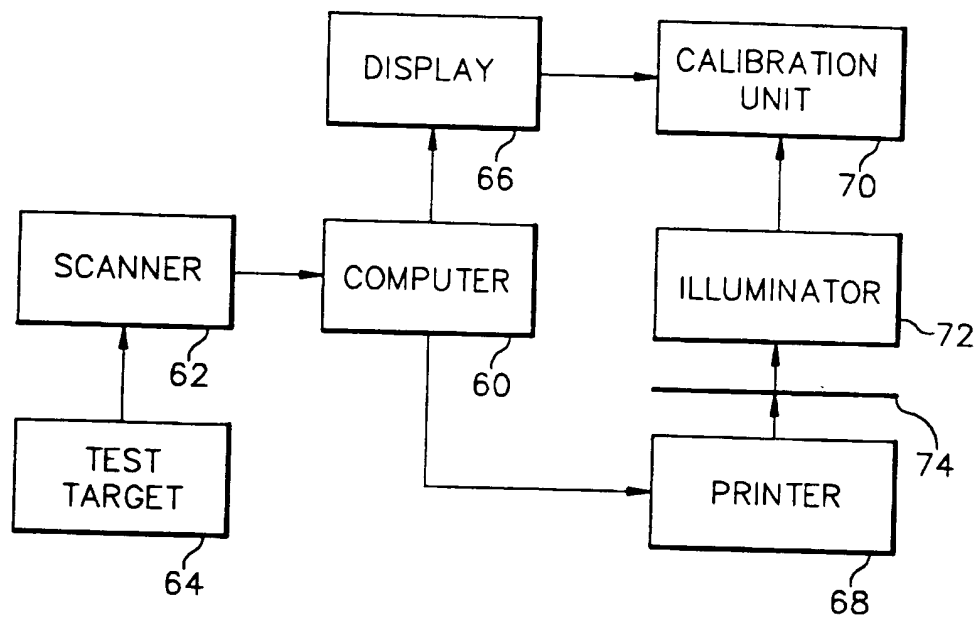 DISPLAY
66
CALIBRATION
UNIT
70
SCANNER
62
COMPUTER
60
ILLUMINATOR
72
TEST
TARGET
64
74
PRINTER
68